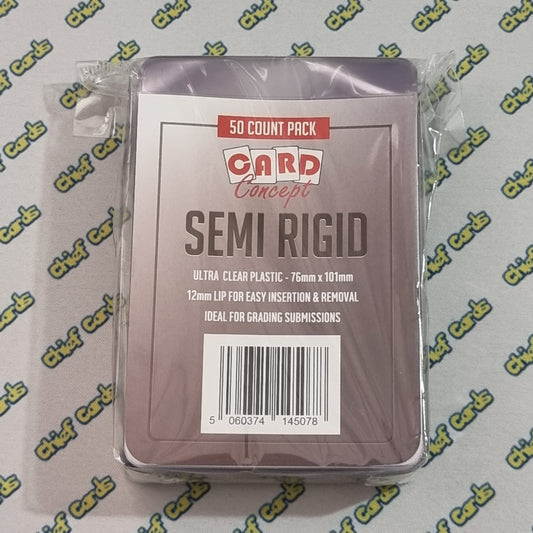 50 COUNT PACK
CARD
Concept
SEMI RIGID
ULTRA CLEAR PLASTIC - 76mm x 101mm
12mm LIP FOR EASY INSERTION & REMOVAL
IDEAL FOR GRADING SUBMISSIONS
5 060374 145078
Chief Cards